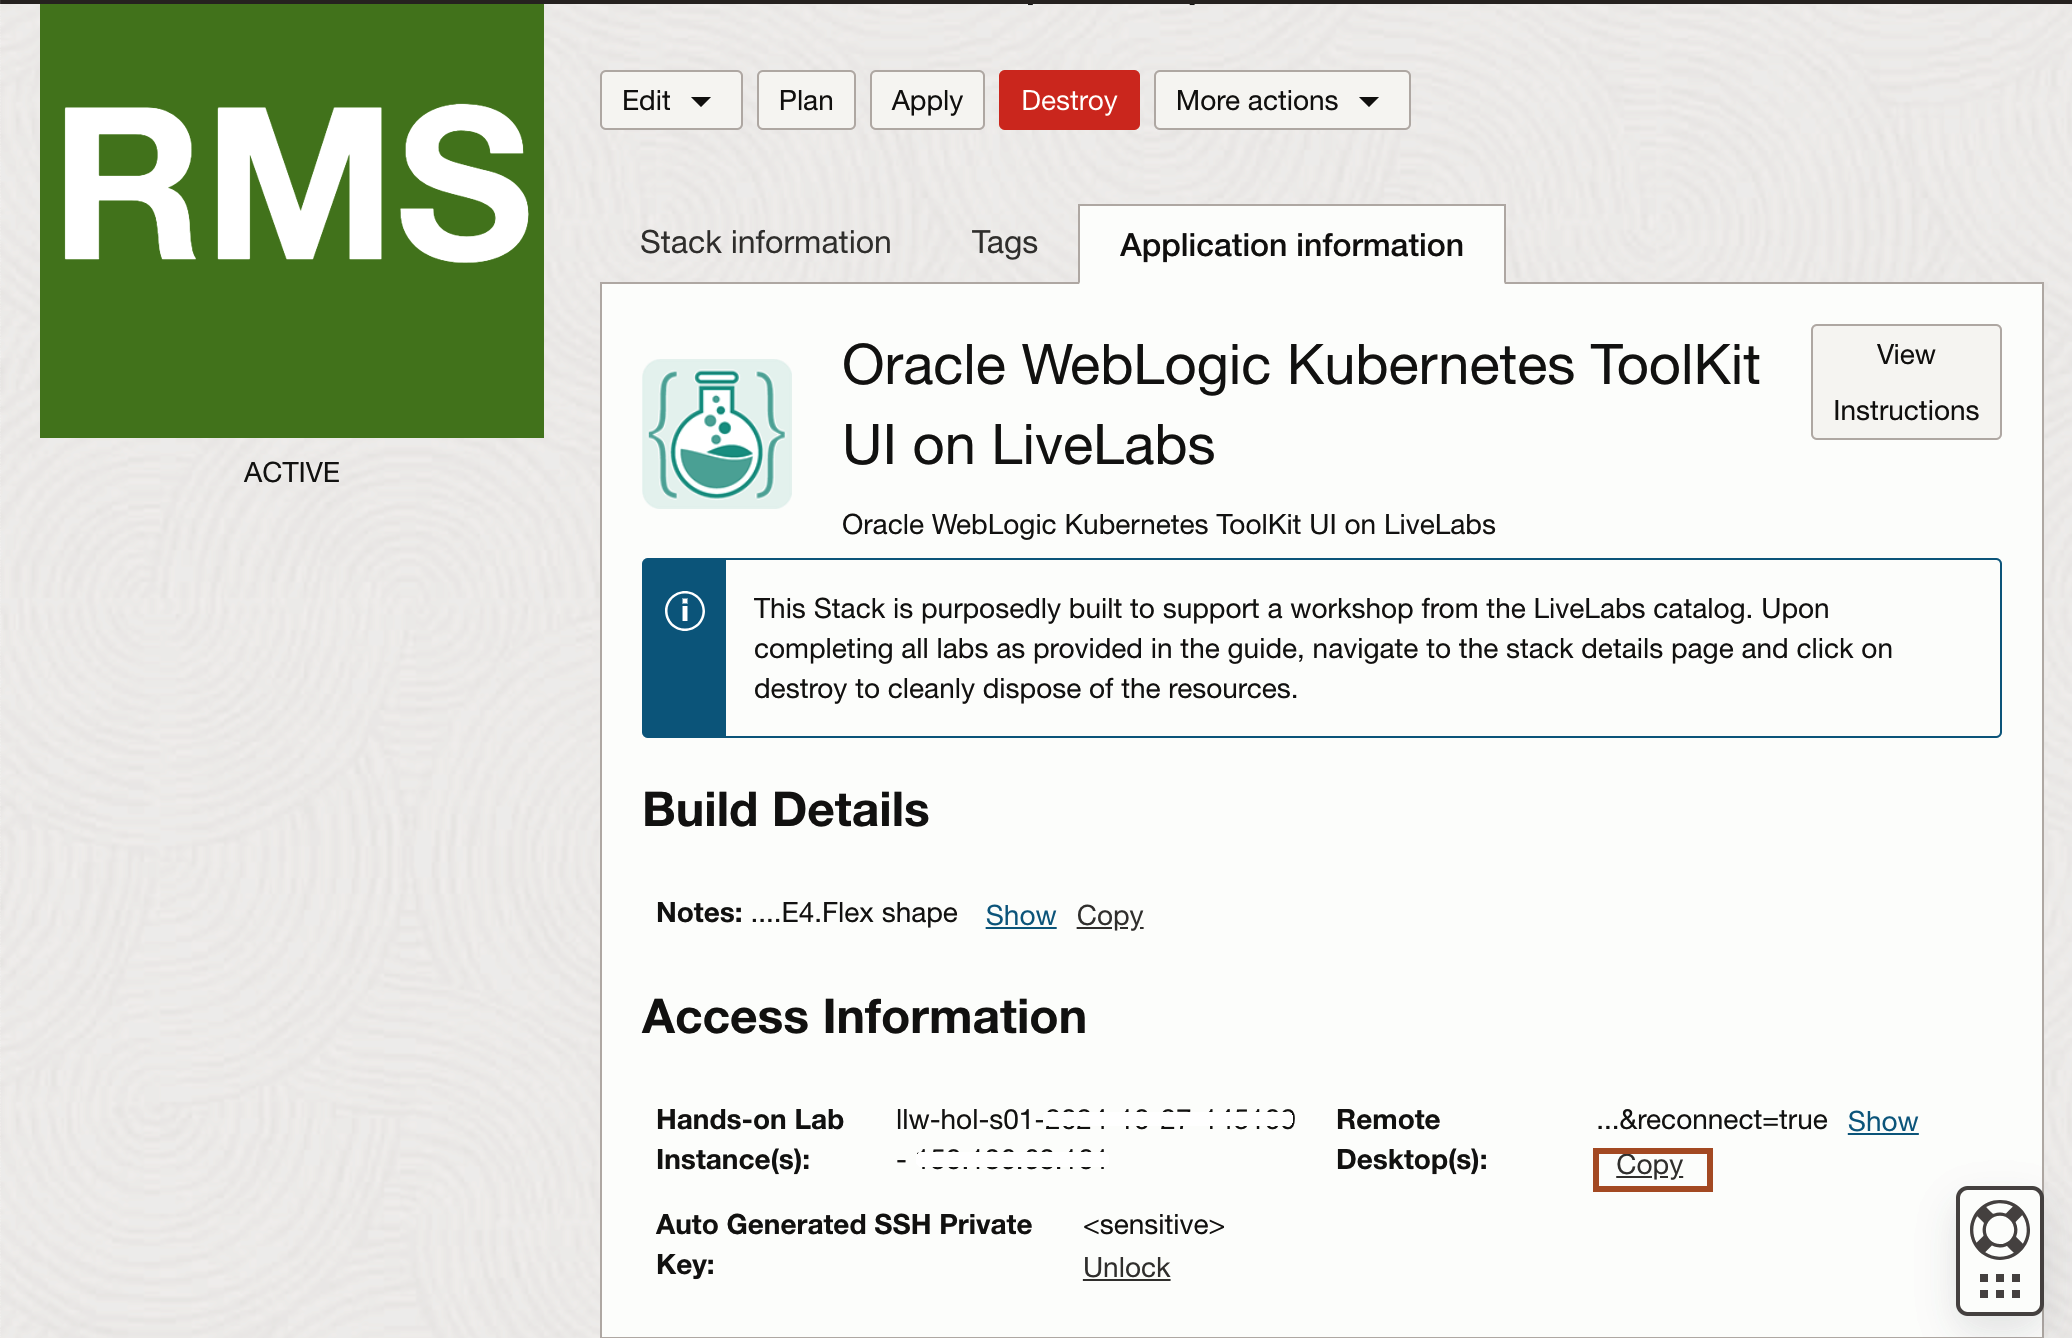 RMS
ACTIVE
Edit
Plan
Apply
Destroy
More actions
Stack information
Tags
Application information
Oracle WebLogic Kubernetes ToolKit
UI on LiveLabs
View
Instructions
Oracle WebLogic Kubernetes ToolKit UI on LiveLabs
This Stack is purposedly built to support a workshop from the LiveLabs catalog. Upon
completing all labs as provided in the guide, navigate to the stack details page and click on
destroy to cleanly dispose of the resources.
Build Details
Notes: ....E4.Flex shape Show Copy
Access Information
Hands-on Lab
Instance(s):
llw-hol-s01-
-
Remote
Desktop(s):
...&reconnect=true Show
Copy
Auto Generated SSH Private
Key:
<sensitive>
Unlock